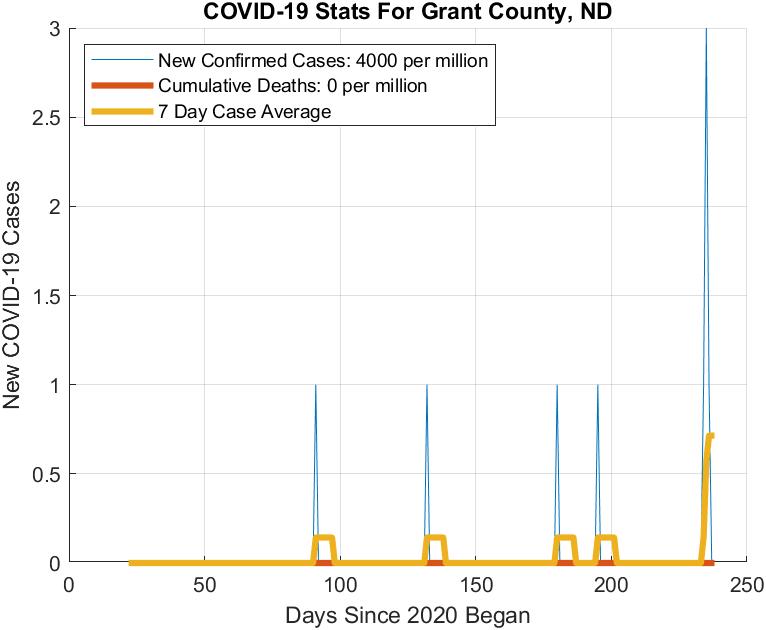 COVID-19 Stats For Grant County, ND
New Confirmed Cases: 4000 per million
Cumulative Deaths: 0 per million
7 Day Case Average
New COVID-19 Cases
3
2.5
2
1.5
1
0.5
0
0 50 100 150 200 250
Days Since 2020 Began